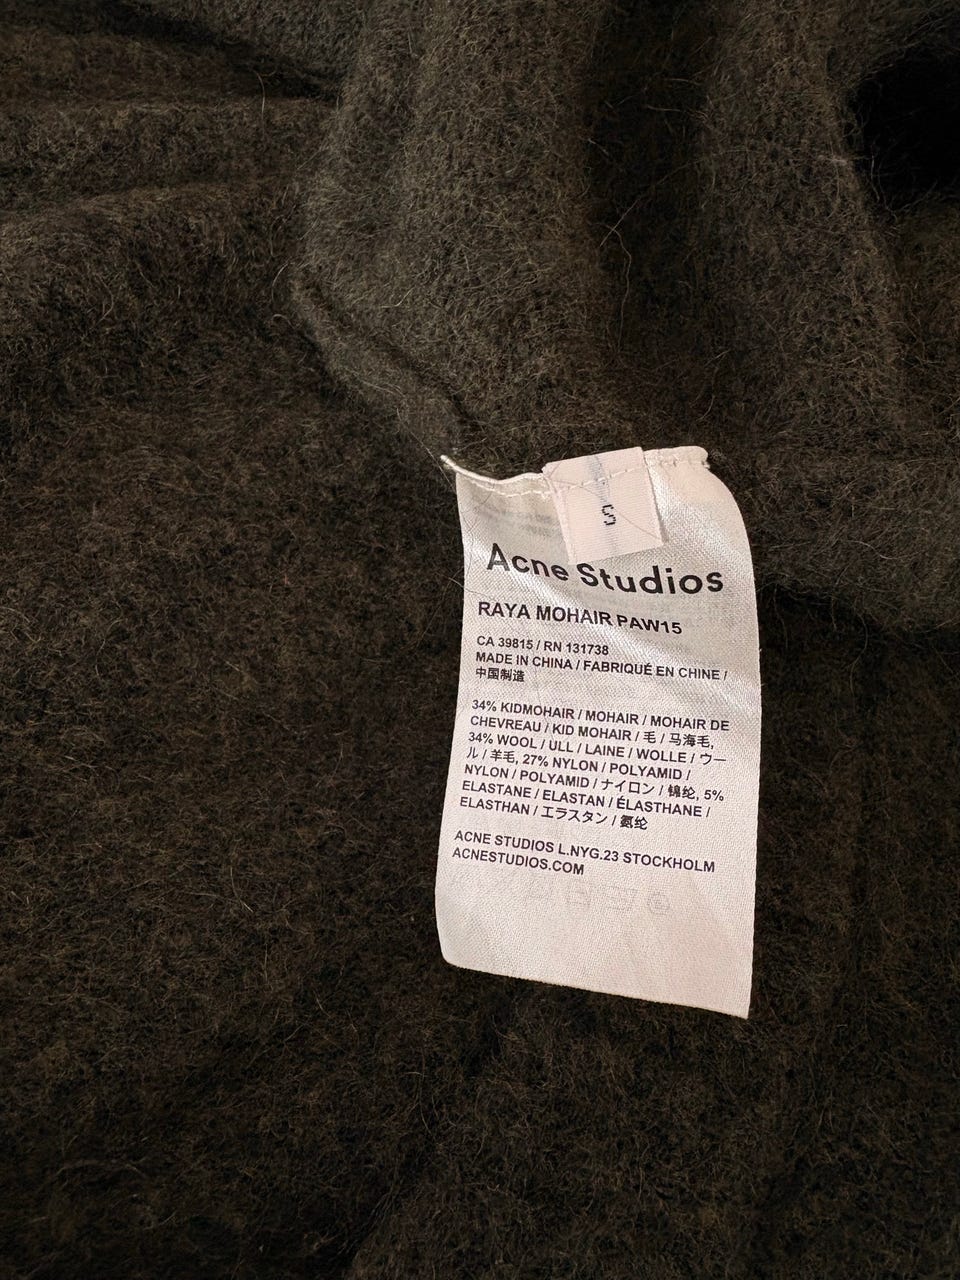 S
Acne Studios
RAYA MOHAIR PAW15
CA 39815 / RN 131738
MADE IN CHINA / FABRIQUÉ EN CHINE /
中国制造
34% KIDMOHAIR / MOHAIR / MOHAIR DE
CHEVREAU / KID MOHAIR / 毛 / 马海毛,
34% WOOL / ULL / LAINE / WOLLE / ウー
ル / 羊毛, 27% NYLON / POLYAMID /
NYLON / POLYAMID / ナイロン / 锦纶, 5%
ELASTANE / ELASTAN / ÉLASTHANE /
ELASTHAN / エラスタン / 氨纶
ACNE STUDIOS L.NYG.23 STOCKHOLM
ACNESTUDIOS.COM